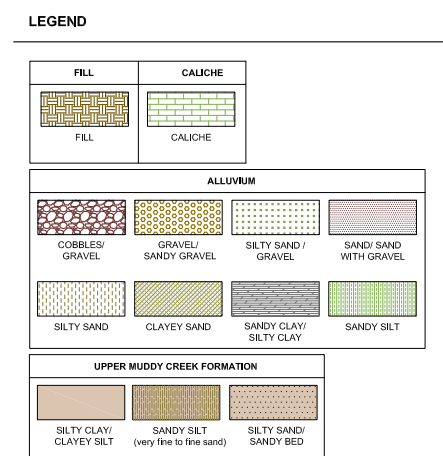 LEGEND
FILL
CALICHE
FILL
CALICHE
ALLUVIUM
COBBLES/
GRAVEL
GRAVEL/
SANDY GRAVEL
SILTY SAND /
GRAVEL
SAND/ SAND
WITH GRAVEL
SILTY SAND
CLAYEY SAND
SANDY CLAY/
SILTY CLAY
SANDY SILT
UPPER MUDDY CREEK FORMATION
SILTY CLAY/
CLAYEY SILT
SANDY SILT
(very fine to fine sand)
SILTY SAND/
SANDY BED